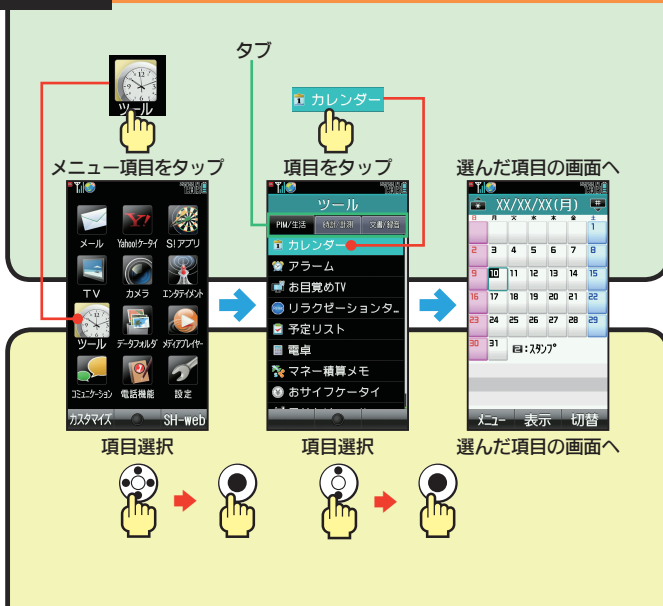 タブ
ツール
カレンダー
メニュー項目をタップ
項目をタップ
選んだ項目の画面へ
メール
Yahoo!ケータイ
S!アプリ
TV
カメラ
エンタテイメント
ツール
データフォルダ
メディアプレイヤー
コミュニケーション
電話機能
設定
カスタマイズ
SH-web
ツール
PIM/生活
時計/計測
文書/録音
カレンダー
アラーム
お目覚めTV
リラクゼーションタ…
予定リスト
電卓
マネー積算メモ
おサイフケータイ
XX/XX/XX(月)
日 月 火 水 木 金 土
1
2 3 4 5 6 7 8
9 10 11 12 13 14 15
16 17 18 19 20 21 22
23 24 25 26 27 28 29
30 31
:スタンプ
メニュー 表示 切替
項目選択
項目選択
選んだ項目の画面へ